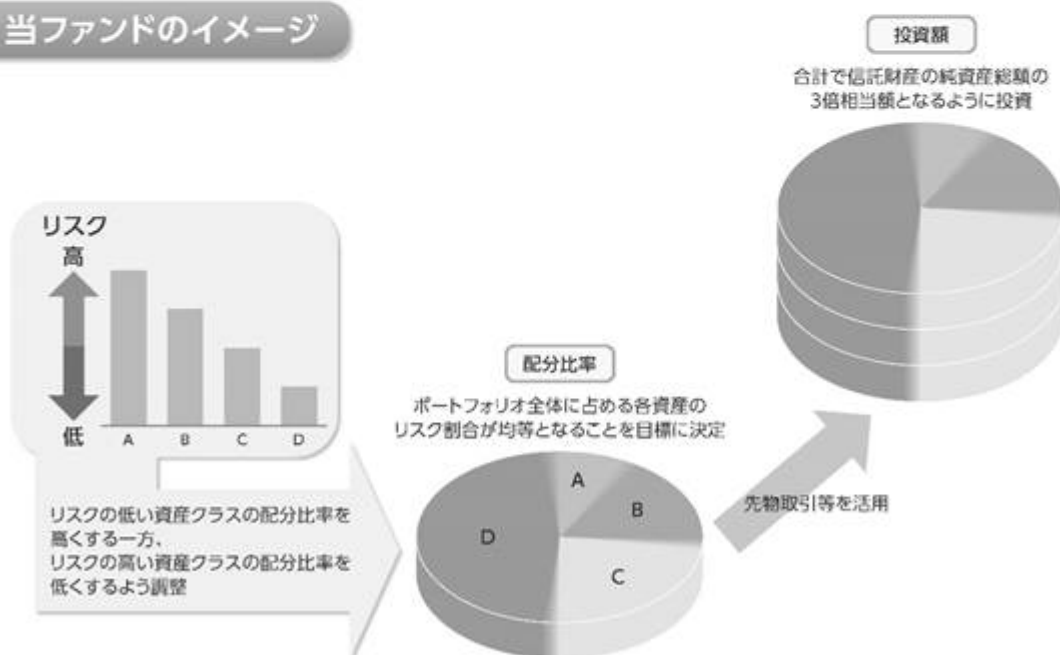 当ファンドのイメージ
投資額
合計で信託財産の純資産総額の
3倍相当額となるように投資
リスク
高
低
A B C D
配分比率
ポートフォリオ全体に占める各資産の
リスク割合が均等となることを目標に決定
A
B
C
D
先物取引等を活用
リスクの低い資産クラスの配分比率を
高くする一方、
リスクの高い資産クラスの配分比率を
低くするよう調整